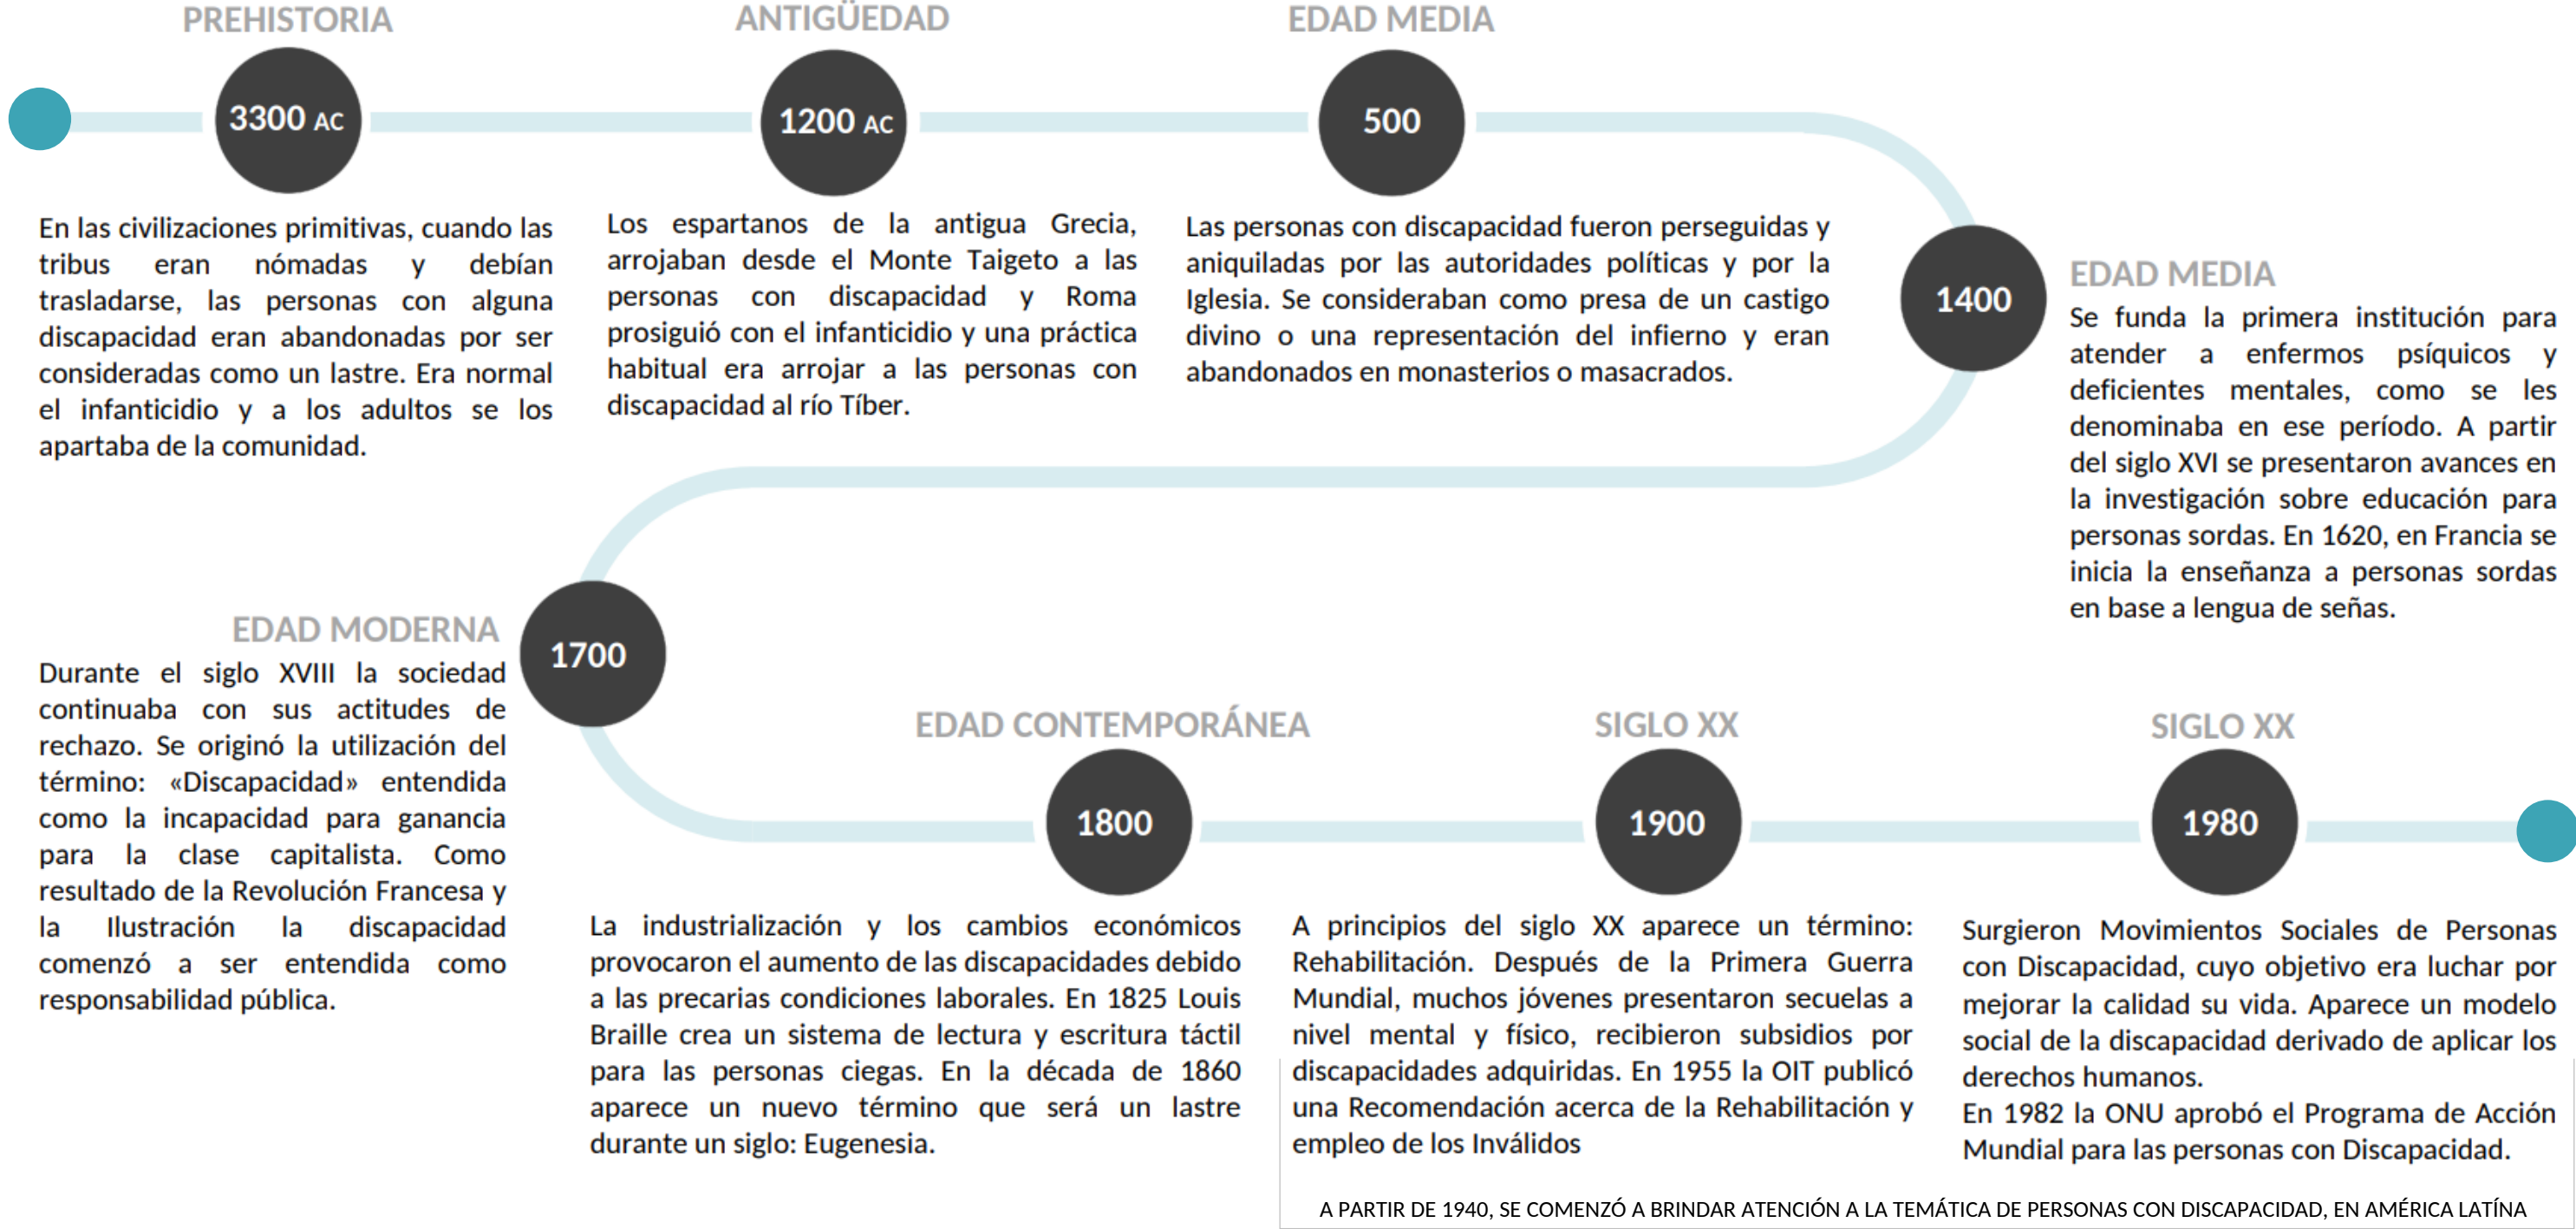 PREHISTORIA
3300 AC
En las civilizaciones primitivas, cuando las
tribus eran nómadas y debían
trasladarse, las personas con alguna
discapacidad eran abandonadas por ser
consideradas como un lastre. Era normal
el infanticidio y a los adultos se los
apartaba de la comunidad.
ANTIGÜEDAD
1200 AC
Los espartanos de la antigua Grecia,
arrojaban desde el Monte Taigeto a las
personas con discapacidad y Roma
prosiguió con el infanticidio y una práctica
habitual era arrojar a las personas con
discapacidad al río Tíber.
EDAD MEDIA
500
Las personas con discapacidad fueron perseguidas y
aniquiladas por las autoridades políticas y por la
Iglesia. Se consideraban como presa de un castigo
divino o una representación del infierno y eran
abandonados en monasterios o masacrados.
1400
EDAD MEDIA
Se funda la primera institución para
atender a enfermos psíquicos y
deficientes mentales, como se les
denominaba en ese período. A partir
del siglo XVI se presentaron avances en
la investigación sobre educación para
personas sordas. En 1620, en Francia se
inicia la enseñanza a personas sordas
en base a lengua de señas.
EDAD MODERNA
1700
Durante el siglo XVIII la sociedad
continuaba con sus actitudes de
rechazo. Se originó la utilización del
término: «Discapacidad» entendida
como la incapacidad para ganancia
para la clase capitalista. Como
resultado de la Revolución Francesa y
la Ilustración la discapacidad
comenzó a ser entendida como
responsabilidad pública.
EDAD CONTEMPORÁNEA
1800
La industrialización y los cambios económicos
provocaron el aumento de las discapacidades debido
a las precarias condiciones laborales. En 1825 Louis
Braille crea un sistema de lectura y escritura táctil
para las personas ciegas. En la década de 1860
aparece un nuevo término que será un lastre
durante un siglo: Eugenesia.
SIGLO XX
1900
A principios del siglo XX aparece un término:
Rehabilitación. Después de la Primera Guerra
Mundial, muchos jóvenes presentaron secuelas a
nivel mental y físico, recibieron subsidios por
discapacidades adquiridas. En 1955 la OIT publicó
una Recomendación acerca de la Rehabilitación y
empleo de los Inválidos
SIGLO XX
1980
Surgieron Movimientos Sociales de Personas
con Discapacidad, cuyo objetivo era luchar por
mejorar la calidad su vida. Aparece un modelo
social de la discapacidad derivado de aplicar los
derechos humanos.
En 1982 la ONU aprobó el Programa de Acción
Mundial para las personas con Discapacidad.
A PARTIR DE 1940, SE COMENZÓ A BRINDAR ATENCIÓN A LA TEMÁTICA DE PERSONAS CON DISCAPACIDAD, EN AMÉRICA LATÍNA